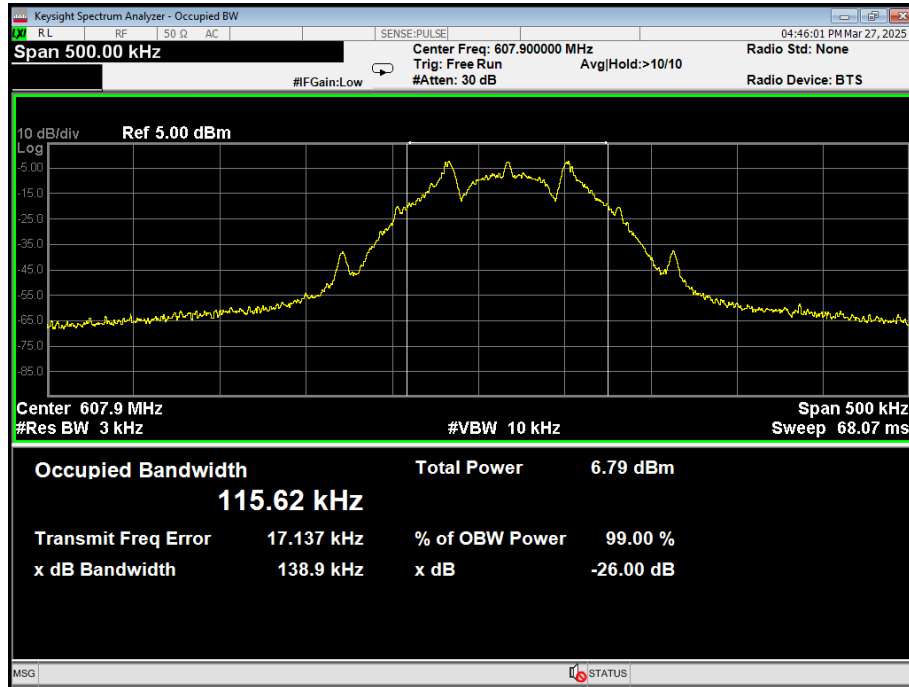 Keysight Spectrum Analyzer - Occupied BW
LXI RL RF 50 Ω AC SENSE:PULSE 04:46:01 PM Mar 27, 2025
Span 500.00 kHz
Center Freq: 607.900000 MHz Radio Std: None
Trig: Free Run Avg|Hold:>10/10
#IFGain:Low #Atten: 30 dB Radio Device: BTS
10 dB/div Ref 5.00 dBm
Log
-5.00
-15.0
-25.0
-35.0
-45.0
-55.0
-65.0
-75.0
-85.0
Center 607.9 MHz Span 500 kHz
#Res BW 3 kHz #VBW 10 kHz Sweep 68.07 ms
Occupied Bandwidth Total Power 6.79 dBm
115.62 kHz
Transmit Freq Error 17.137 kHz % of OBW Power 99.00 %
x dB Bandwidth 138.9 kHz x dB -26.00 dB
MSG STATUS